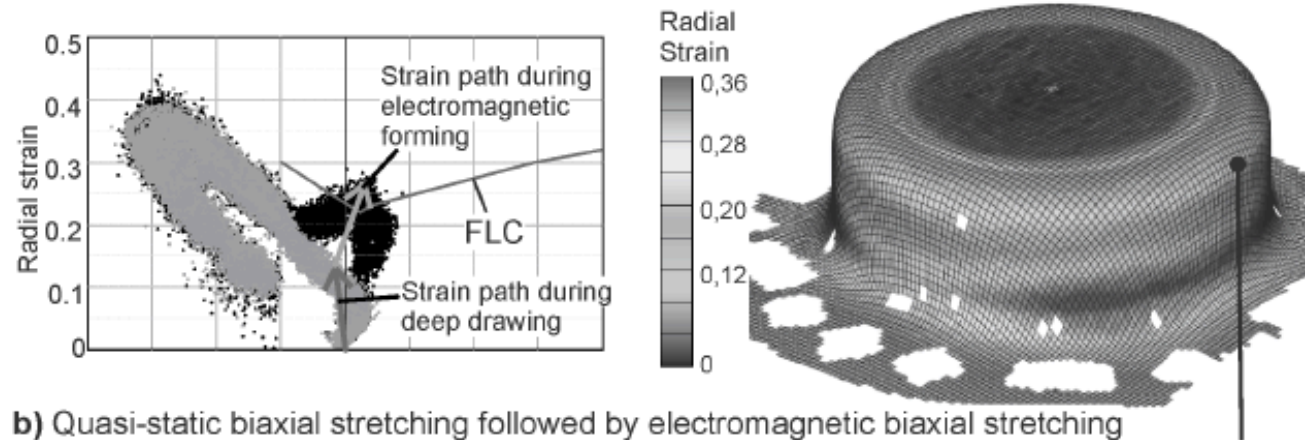 Radial strain
0.5
0.4
0.3
0.2
0.1
0
Strain path during
electromagnetic
forming
FLC
Strain path during
deep drawing
Radial
Strain
0,36
0,28
0,20
0,12
0
b) Quasi-static biaxial stretching followed by electromagnetic biaxial stretching